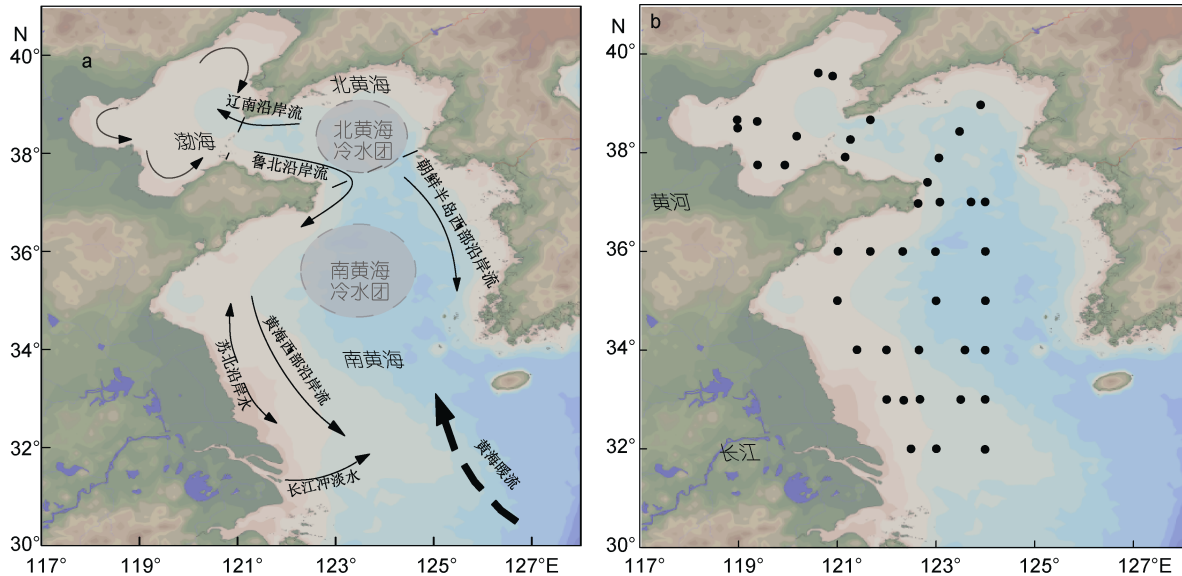 N
a
40°
38°
36°
34°
32°
30°
117°
119°
121°
123°
125°
127°E
北黄海
辽南沿岸流
渤海
北黄海
冷水团
鲁北沿岸流
朝鲜半岛西部沿岸流
南黄海
冷水团
黄海西部沿岸流
苏北沿岸水
南黄海
黄海暖流
长江冲淡水
N
b
40°
38°
36°
34°
32°
30°
117°
119°
121°
123°
125°
127°E
黄河
长江